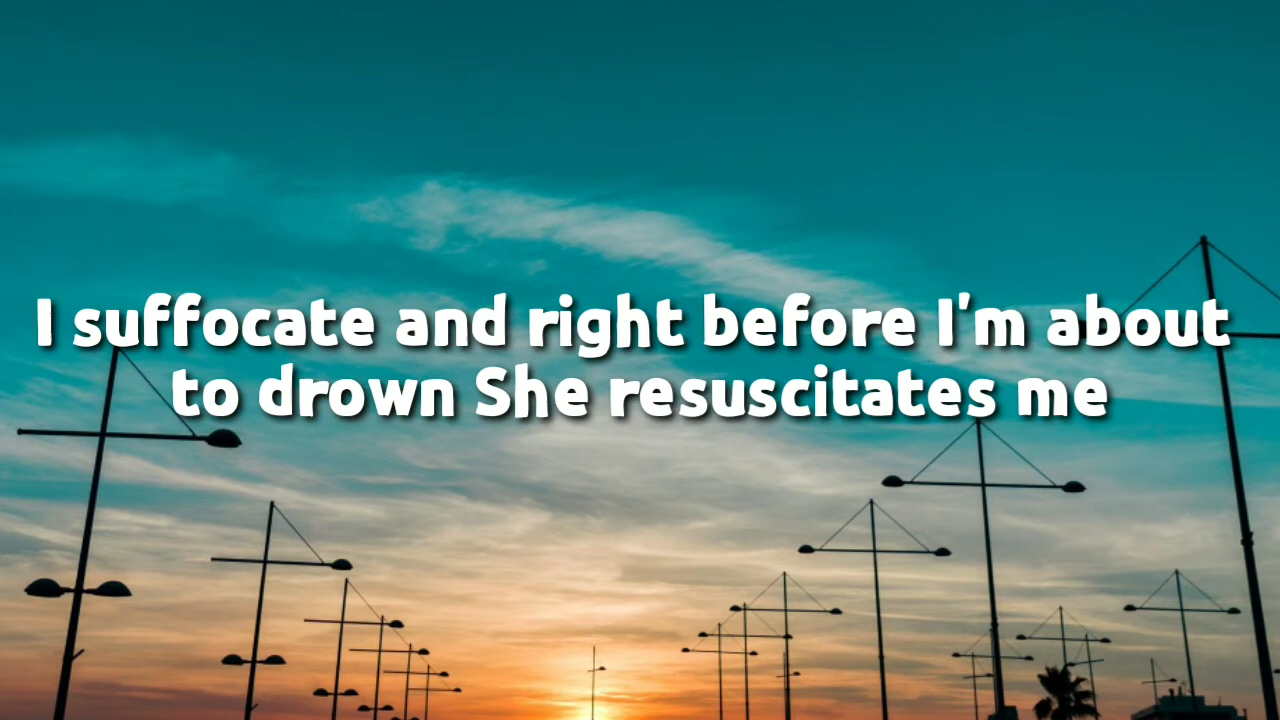 I suffocate and right before I'm about
to drown She resuscitates me